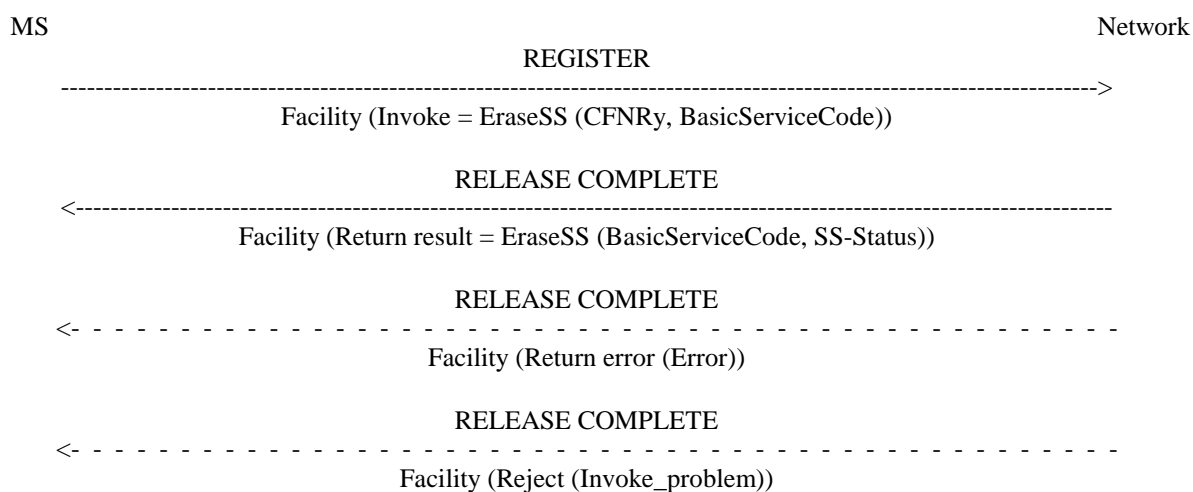 MS Network
REGISTER
Facility (Invoke = EraseSS (CFNRy, BasicServiceCode))
RELEASE COMPLETE
Facility (Return result = EraseSS (BasicServiceCode, SS-Status))
RELEASE COMPLETE
Facility (Return error (Error))
RELEASE COMPLETE
Facility (Reject (Invoke_problem))